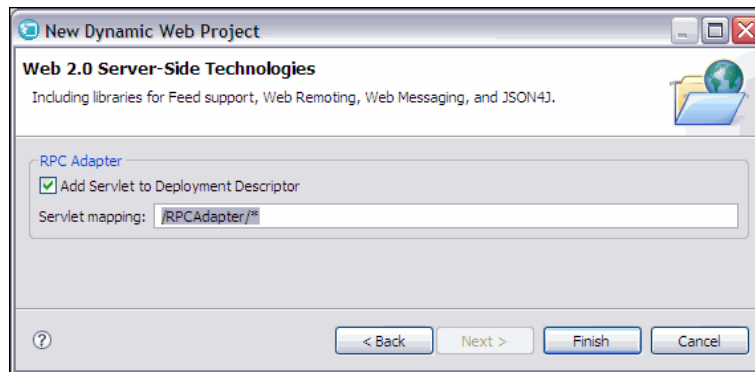 New Dynamic Web Project
Web 2.0 Server-Side Technologies
Including libraries for Feed support, Web Remoting, Web Messaging, and JSON4J.
RPC Adapter
Add Servlet to Deployment Descriptor
Servlet mapping: /RPCAdapter/*
? < Back Next > Finish Cancel